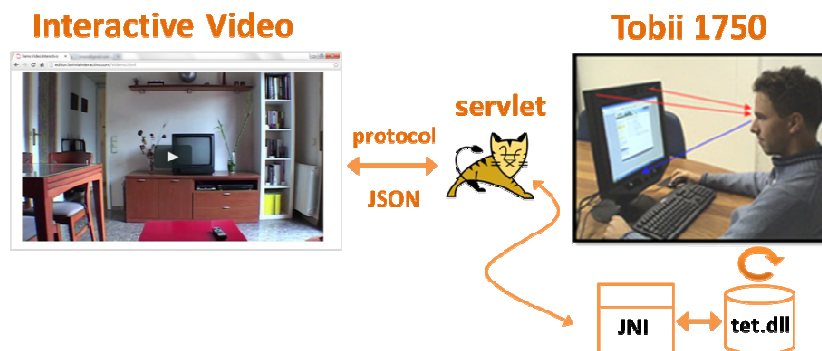 Interactive Video
Tobii 1750
servlet
protocol
JSON
JNI
tet.dll